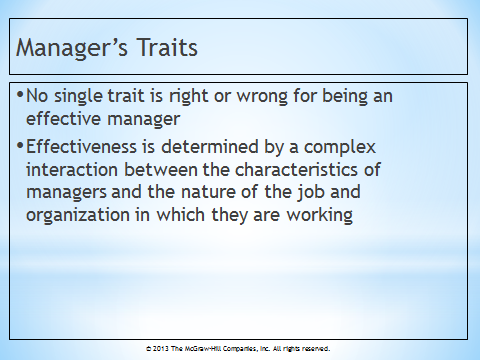 Manager’s Traits
•No single trait is right or wrong for being an
effective manager
•Effectiveness is determined by a complex
interaction between the characteristics of
managers and the nature of the job and
organization in which they are working
© 2013 The McGraw-Hill Companies, Inc. All rights reserved.